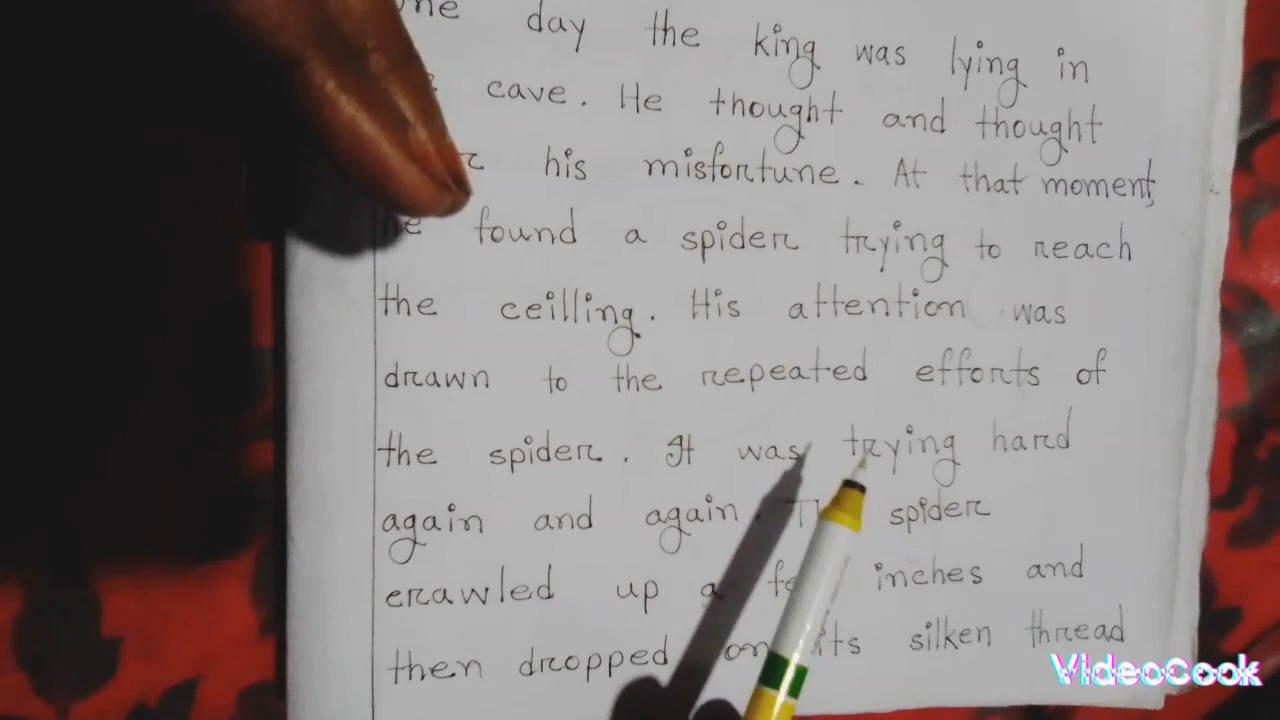 day the king was lying in
cave. He thought and thought
his misfortune. At that moment,
he found a spider trying to reach
the ceilling. His attention was
drawn to the repeated efforts of
the spider. It was trying hard
again and again. spider
crawled up a inches and
then dropped on its silken thread
VideoCook